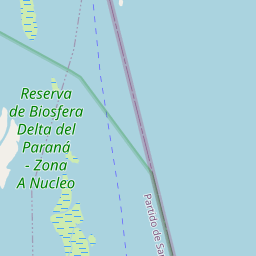 Reserva
de Biosfera
Delta del
Paraná
- Zona
A Nucleo
Partido de Sa